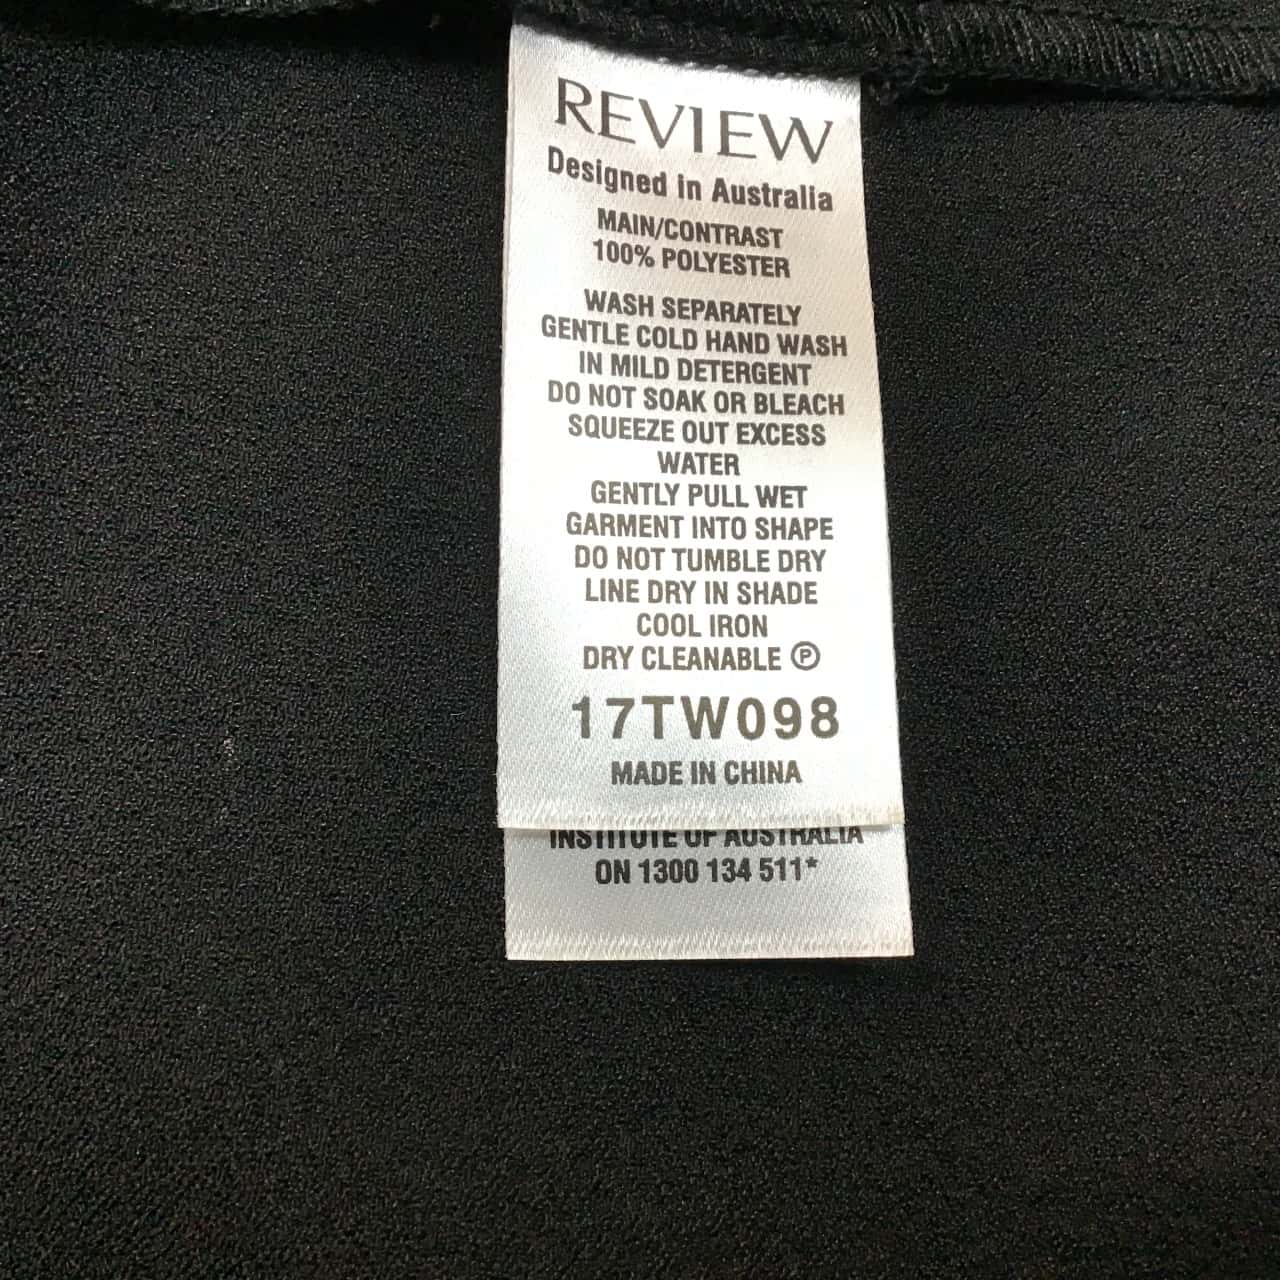 REVIEW
Designed in Australia
MAIN/CONTRAST
100% POLYESTER
WASH SEPARATELY
GENTLE COLD HAND WASH
IN MILD DETERGENT
DO NOT SOAK OR BLEACH
SQUEEZE OUT EXCESS
WATER
GENTLY PULL WET
GARMENT INTO SHAPE
DO NOT TUMBLE DRY
LINE DRY IN SHADE
COOL IRON
DRY CLEANABLE Ⓟ
17TW098
MADE IN CHINA
INSTITUTE OF AUSTRALIA
ON 1300 134 511*